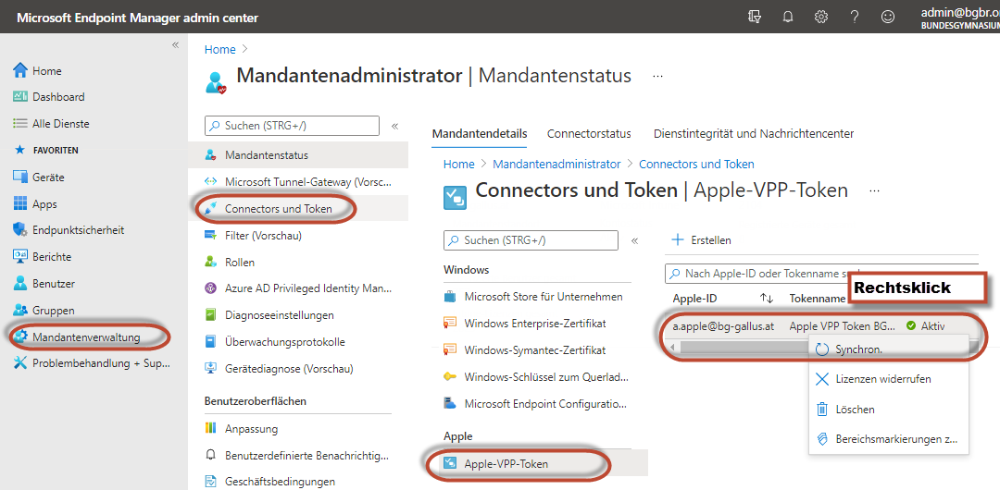 Microsoft Endpoint Manager admin center
admin@bgbr.o
BUNDESGYMNASIUM
«
Home
Dashboard
Alle Dienste
FAVORITEN
Geräte
Apps
Endpunktsicherheit
Berichte
Benutzer
Gruppen
Mandantenverwaltung
Problembehandlung + Sup...
Home >
Mandantenadministrator | Mandantenstatus ...
Suchen (STRG+/) «
Mandantenstatus
Microsoft Tunnel-Gateway (Vorsc...
Connectors und Token
Filter (Vorschau)
Rollen
Azure AD Privileged Identity Man...
Diagnoseeinstellungen
Überwachungsprotokolle
Gerätediagnose (Vorschau)
Benutzeroberflächen
Anpassung
Benutzerdefinierte Benachrichtig...
Geschäftsbedingungen
Mandantendetails Connectorstatus Dienstintegrität und Nachrichtencenter
Home > Mandantenadministrator > Connectors und Token
Connectors und Token | Apple-VPP-Token ...
Suchen (STRG+/) «
Windows
Microsoft Store für Unternehmen
Windows Enterprise-Zertifikat
Windows-Symantec-Zertifikat
Windows-Schlüssel zum Querlad...
Microsoft Endpoint Configuratio...
Apple
Apple-VPP-Token
+ Erstellen
Nach Apple-ID oder Tokenname
Rechtsklick
Apple-ID ↑↓ Tokenname
a.apple@bg-gallus.at Apple VPP Token BG... Aktiv
Synchron.
Lizenzen widerrufen
Löschen
Bereichsmarkierungen z...